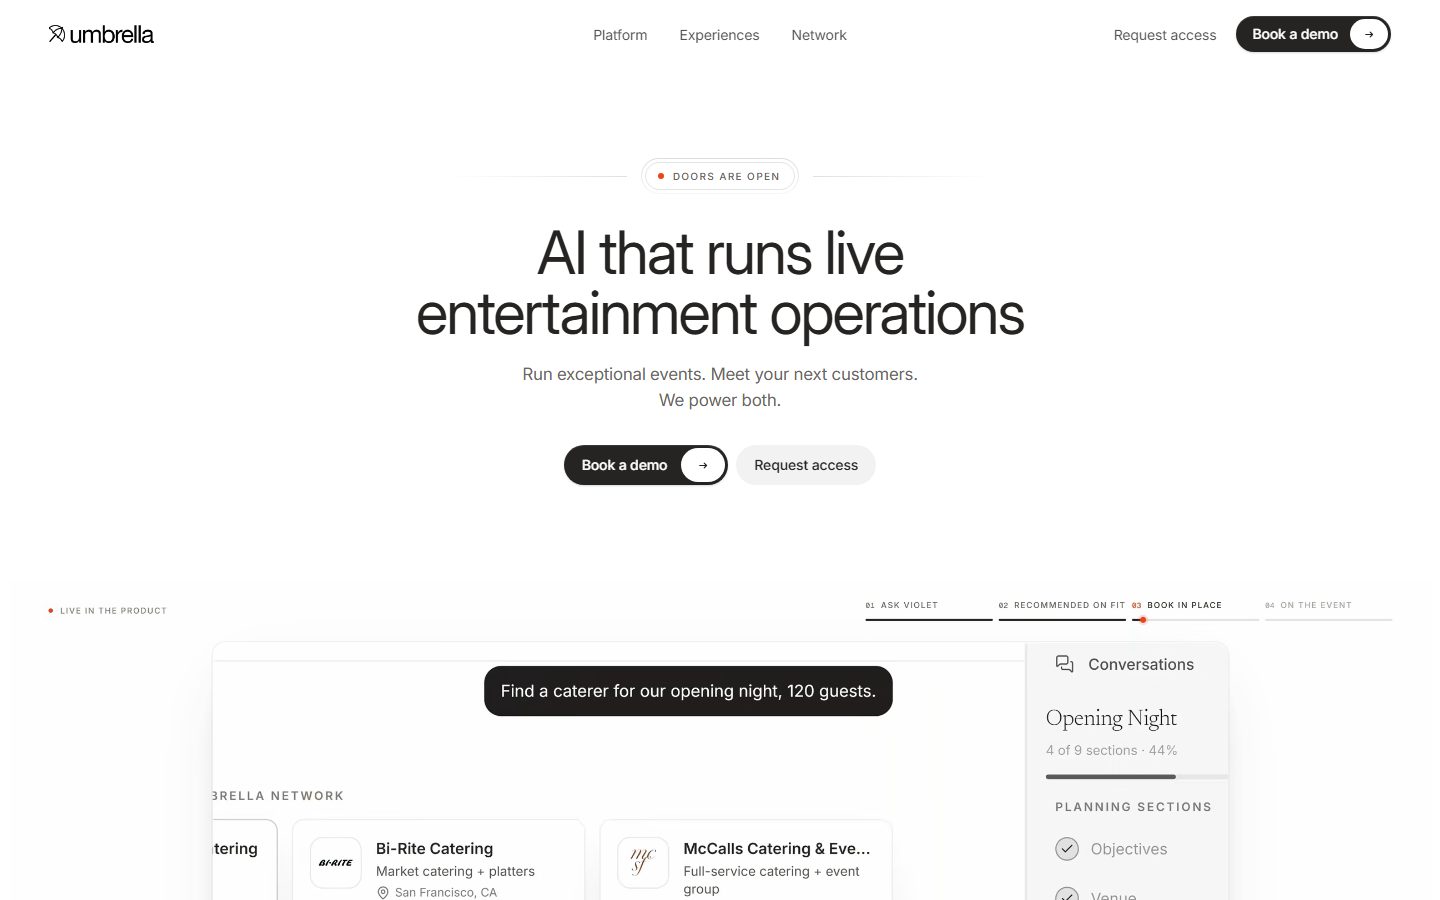 umbrella
Platform Experiences Network
Request access Book a demo
DOORS ARE OPEN
AI that runs live
entertainment operations
Run exceptional events. Meet your next customers.
We power both.
Book a demo Request access
LIVE IN THE PRODUCT
01 ASK VIOLET 02 RECOMMENDED ON FIT 03 BOOK IN PLACE 04 ON THE EVENT
Find a caterer for our opening night, 120 guests.
BRELLA NETWORK
tering
BI-RITE
Bi-Rite Catering
Market catering + platters
San Francisco, CA
mc
sf
McCalls Catering & Eve...
Full-service catering + event
group
Conversations
Opening Night
4 of 9 sections · 44%
PLANNING SECTIONS
Objectives
Venue